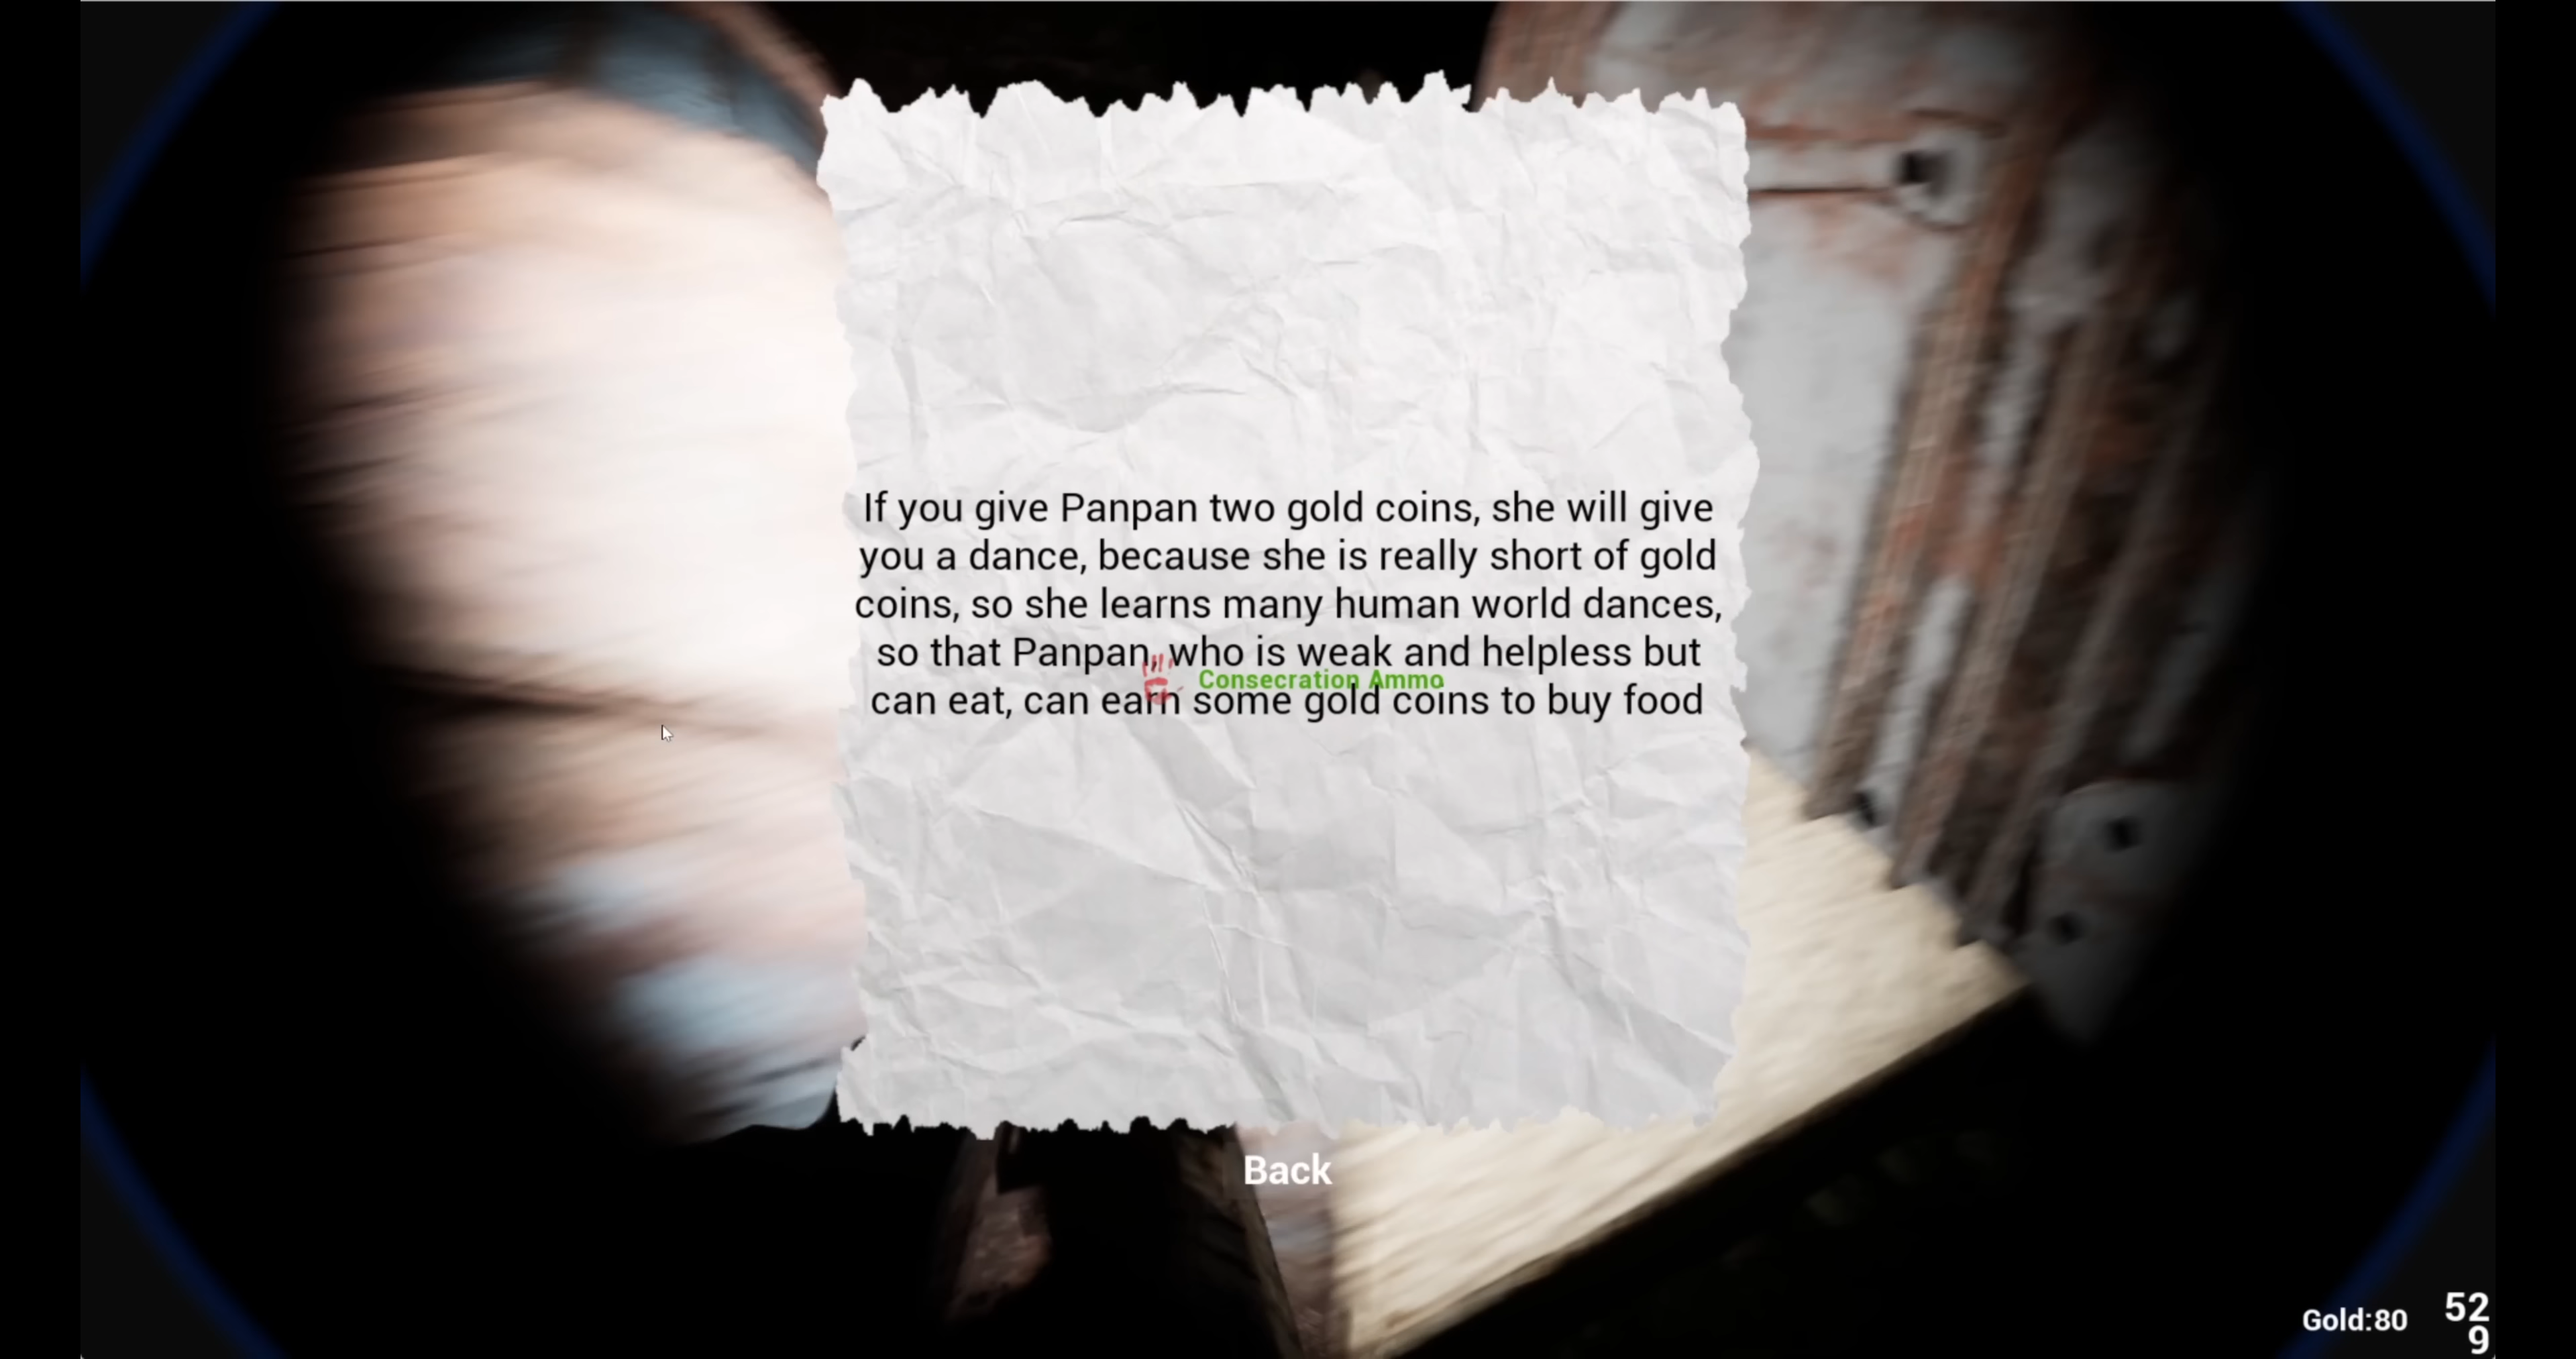 If you give Panpan two gold coins, she will give
you a dance, because she is really short of gold
coins, so she learns many human world dances,
so that Panpan, who is weak and helpless but
Consecration Ammo
can eat, can earn some gold coins to buy food
Back
Gold:80
52
9